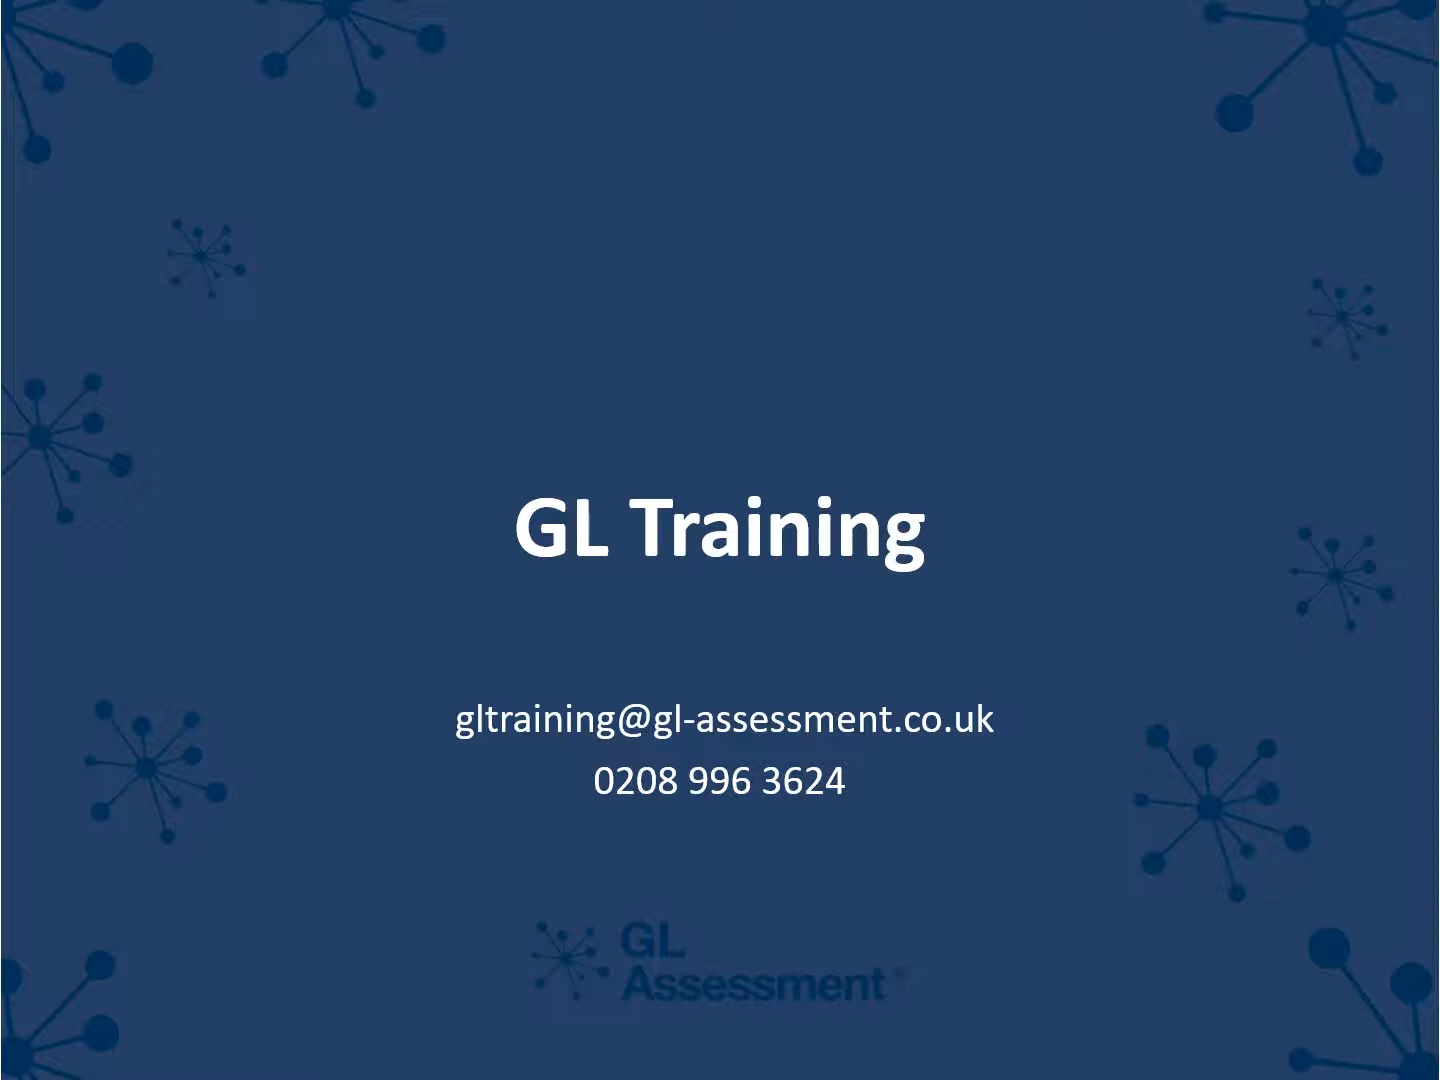 GL Training
gltraining@gl-assessment.co.uk
0208 996 3624
GL
Assessment